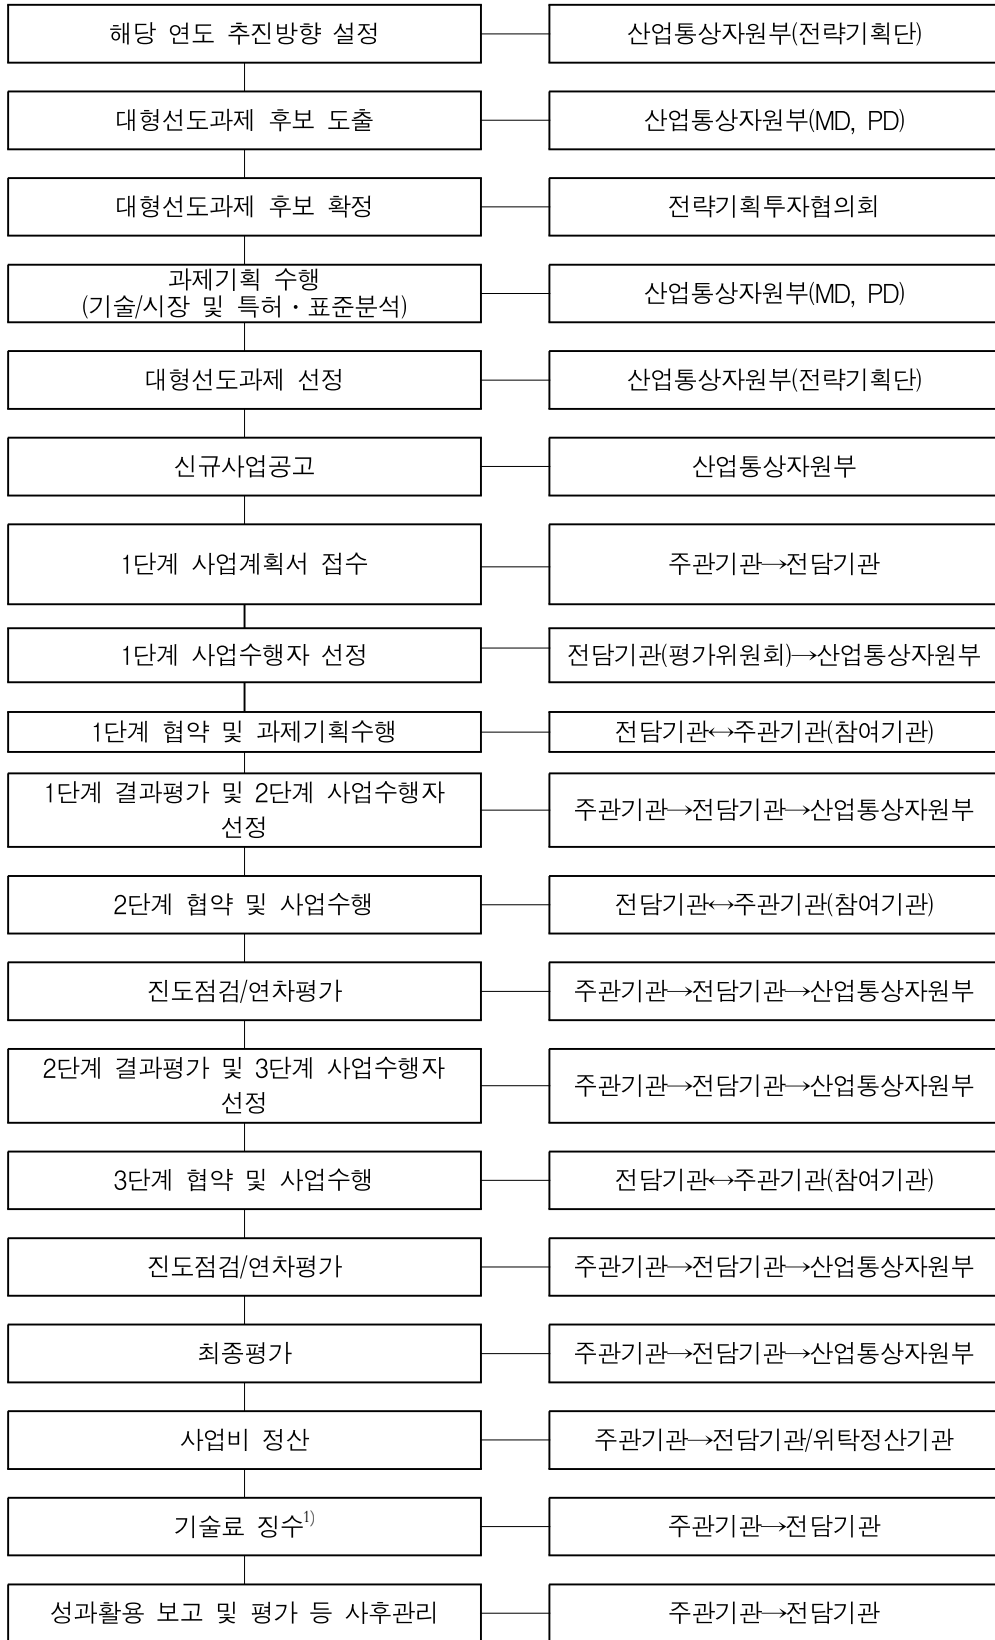 해당 연도 추진방향 설정
산업통상자원부(전략기획단)
대형선도과제 후보 도출
산업통상자원부(MD, PD)
대형선도과제 후보 확정
전략기획투자협의회
과제기획 수행
(기술/시장 및 특허・표준분석)
산업통상자원부(MD, PD)
대형선도과제 선정
산업통상자원부(전략기획단)
신규사업공고
산업통상자원부
1단계 사업계획서 접수
주관기관→전담기관
1단계 사업수행자 선정
전담기관(평가위원회)→산업통상자원부
1단계 협약 및 과제기획수행
전담기관↔주관기관(참여기관)
1단계 결과평가 및 2단계 사업수행자
선정
주관기관→전담기관→산업통상자원부
2단계 협약 및 사업수행
전담기관↔주관기관(참여기관)
진도점검/연차평가
주관기관→전담기관→산업통상자원부
2단계 결과평가 및 3단계 사업수행자
선정
주관기관→전담기관→산업통상자원부
3단계 협약 및 사업수행
전담기관↔주관기관(참여기관)
진도점검/연차평가
주관기관→전담기관→산업통상자원부
최종평가
주관기관→전담기관→산업통상자원부
사업비 정산
주관기관→전담기관/위탁정산기관
기술료 징수1)
주관기관→전담기관
성과활용 보고 및 평가 등 사후관리
주관기관→전담기관